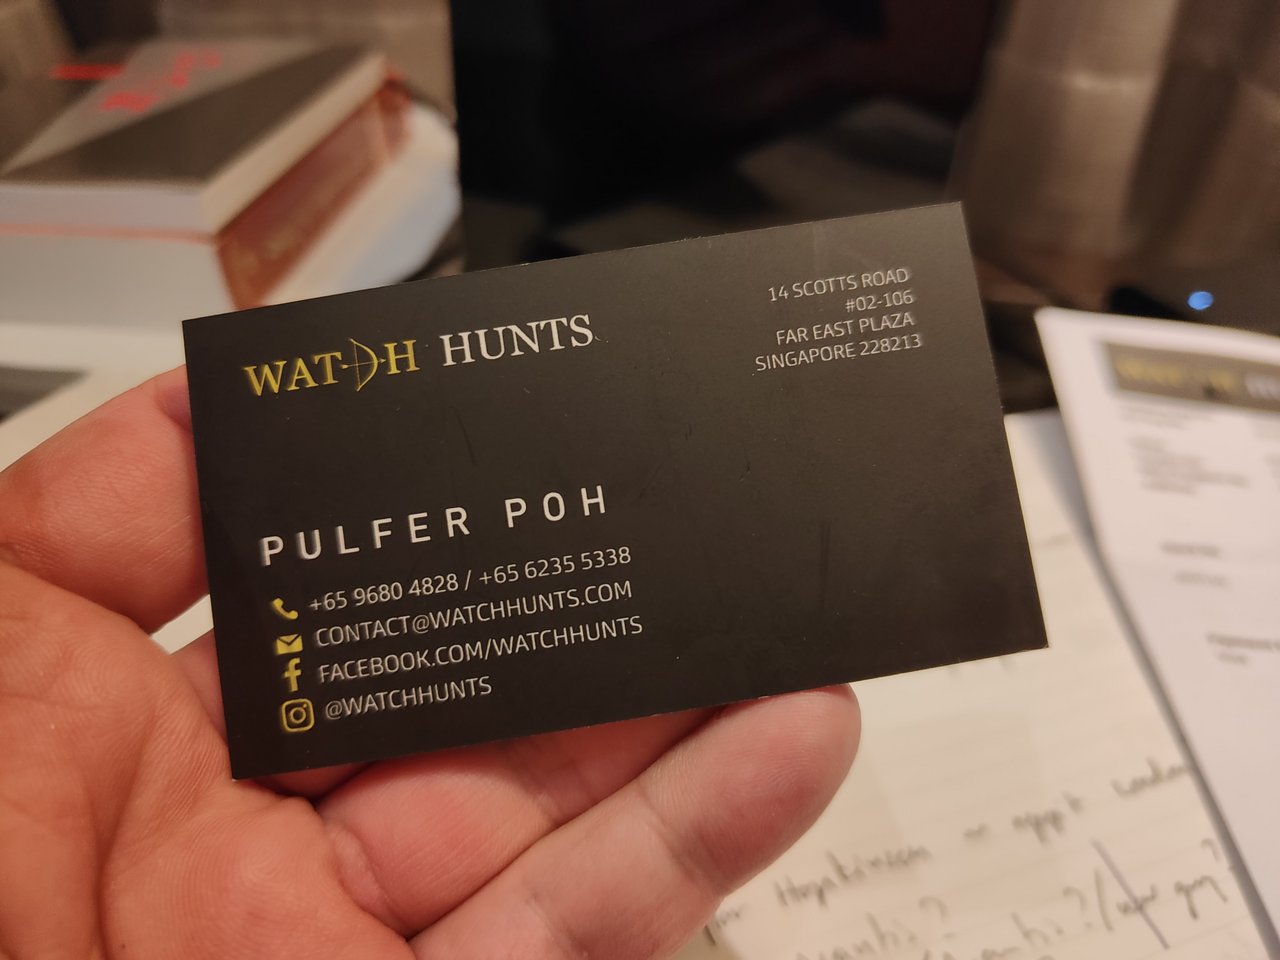 WATCH HUNTS
14 SCOTTS ROAD
#02-106
FAR EAST PLAZA
SINGAPORE 228213
PULFER POH
+65 9680 4828 / +65 6235 5338
CONTACT@WATCHHUNTS.COM
FACEBOOK.COM/WATCHHUNTS
@WATCHHUNTS